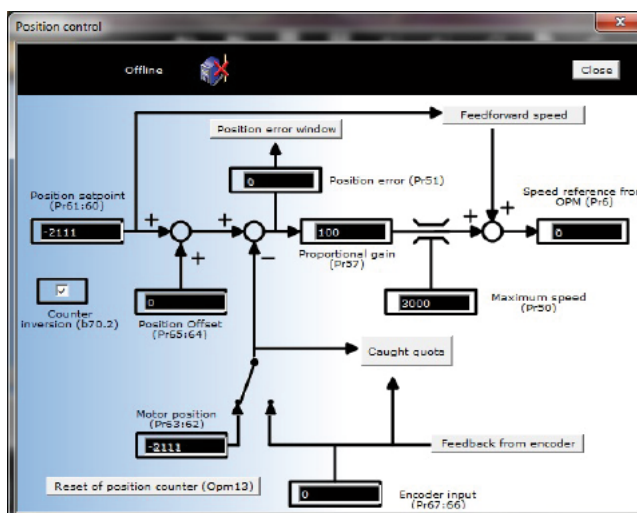 Position control
Offline
Close
Feedforward speed
Position error window
0
Position error (Pr51)
Position setpoint
(Pr61:60)
Speed reference from
OPM (Pr6)
-2111
+
+
+
-
100
+
+
0
Proportional gain
(Pr57)
Counter
inversion (b70.2)
0
Position Offset
(Pr65:64)
3000
Maximum speed
(Pr50)
Caught quota
Motor position
(Pr63:62)
-2111
Feedback from encoder
Reset of position counter (Opm13)
0
Encoder input
(Pr67:66)